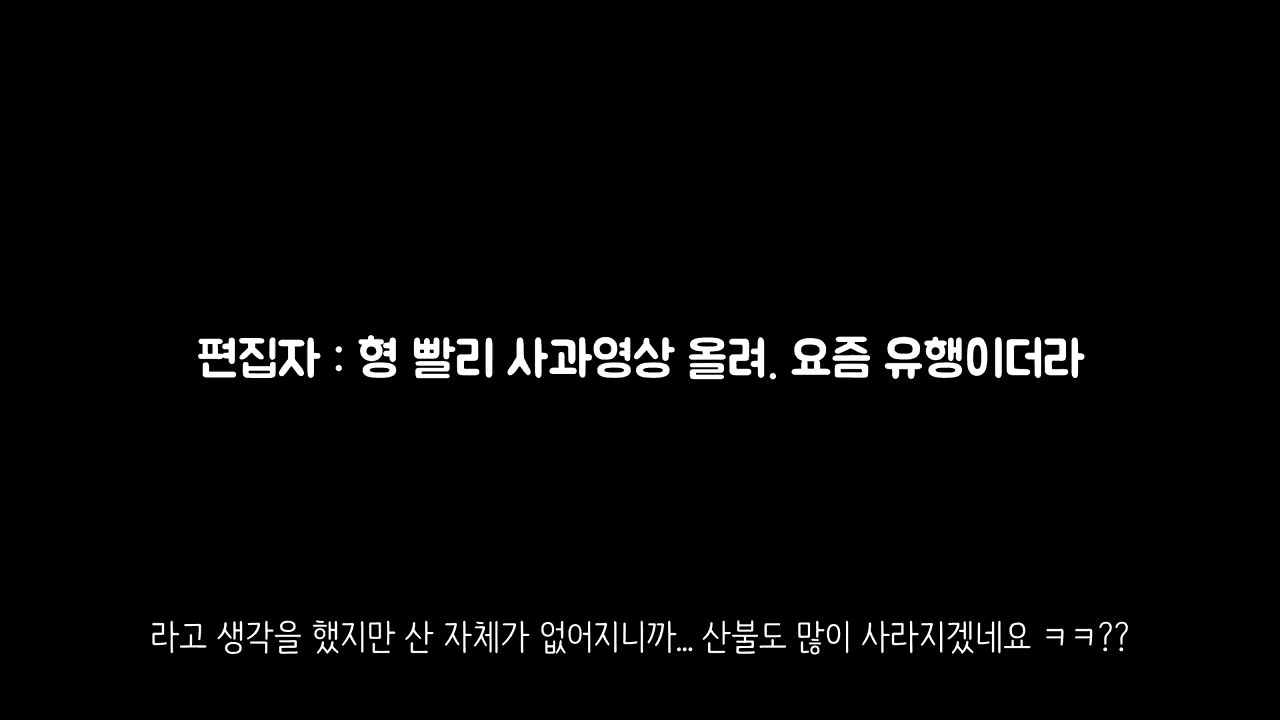 편집자 : 형 빨리 사과영상 올려. 요즘 유행이더라
라고 생각을 했지만 산 자체가 없어지니까... 산불도 많이 사라지겠네요 ㅋㅋ??